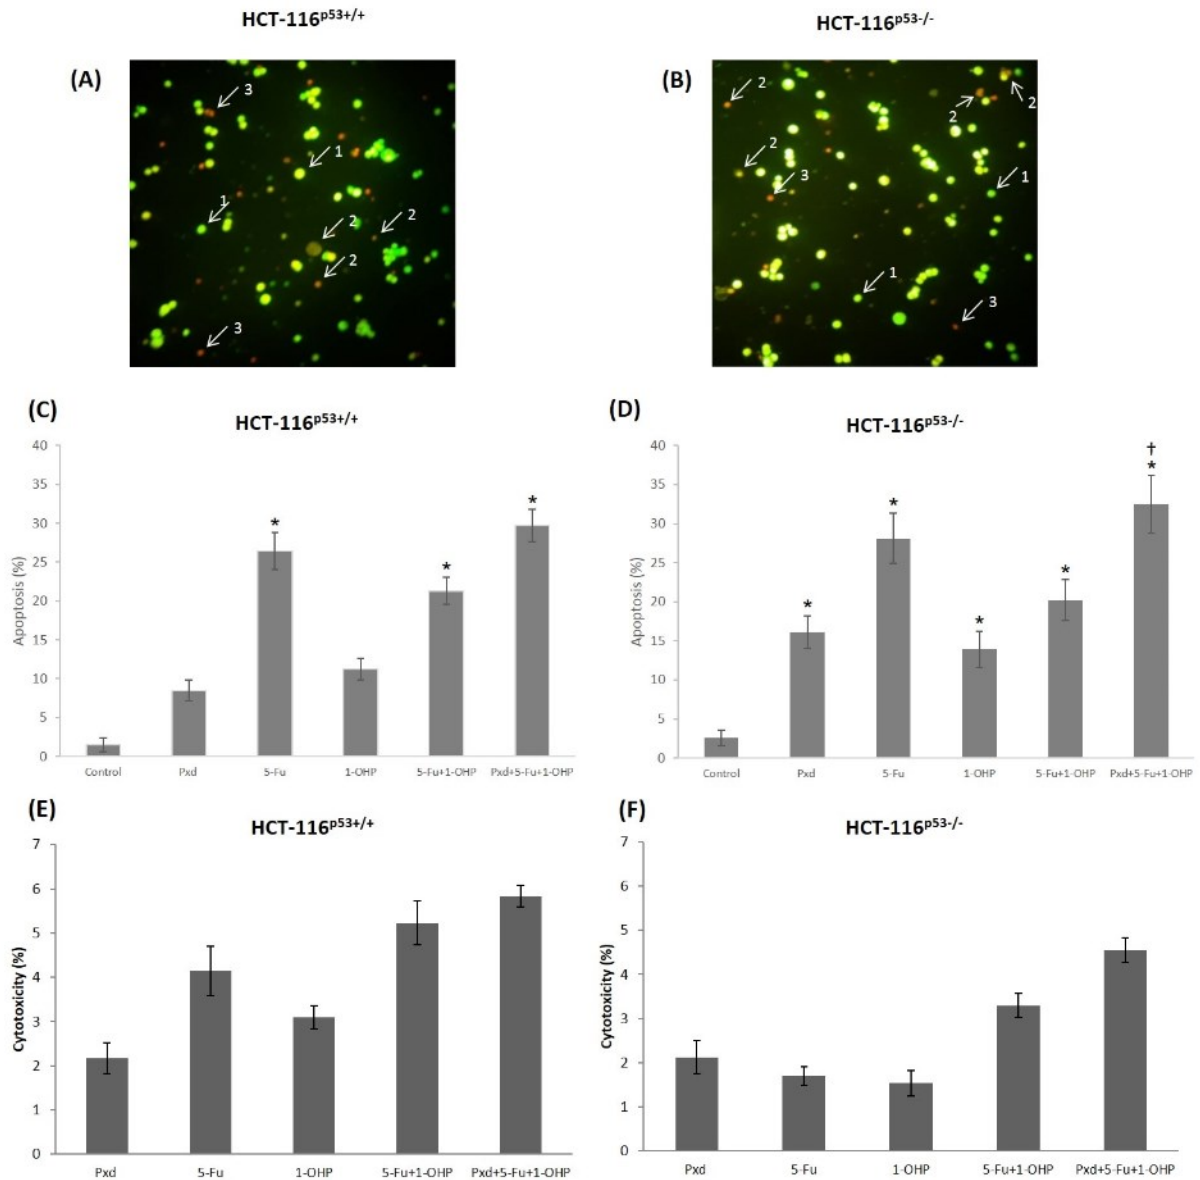 HCT-116p53+/+
HCT-116p53-/-
(A)
3
1
1
2
2
2
3
(B)
2
2
2
2
3
1
1
3
(C)
HCT-116p53+/+
Apoptosis (%)
40
35
30
25
20
15
10
5
0
*
*
*
Control Pxd 5-Fu 1-OHP 5-Fu+1-OHP Pxd+5-Fu+1-OHP
(D)
HCT-116p53-/-
Apoptosis (%)
40
35
30
25
20
15
10
5
0
*
*
*
*
†
*
Control Pxd 5-Fu 1-OHP 5-Fu+1-OHP Pxd+5-Fu+1-OHP
(E)
HCT-116p53+/+
Cytotoxicity (%)
7
6
5
4
3
2
1
0
Pxd 5-Fu 1-OHP 5-Fu+1-OHP Pxd+5-Fu+1-OHP
(F)
HCT-116p53-/-
Cytotoxicity (%)
7
6
5
4
3
2
1
0
Pxd 5-Fu 1-OHP 5-Fu+1-OHP Pxd+5-Fu+1-OHP